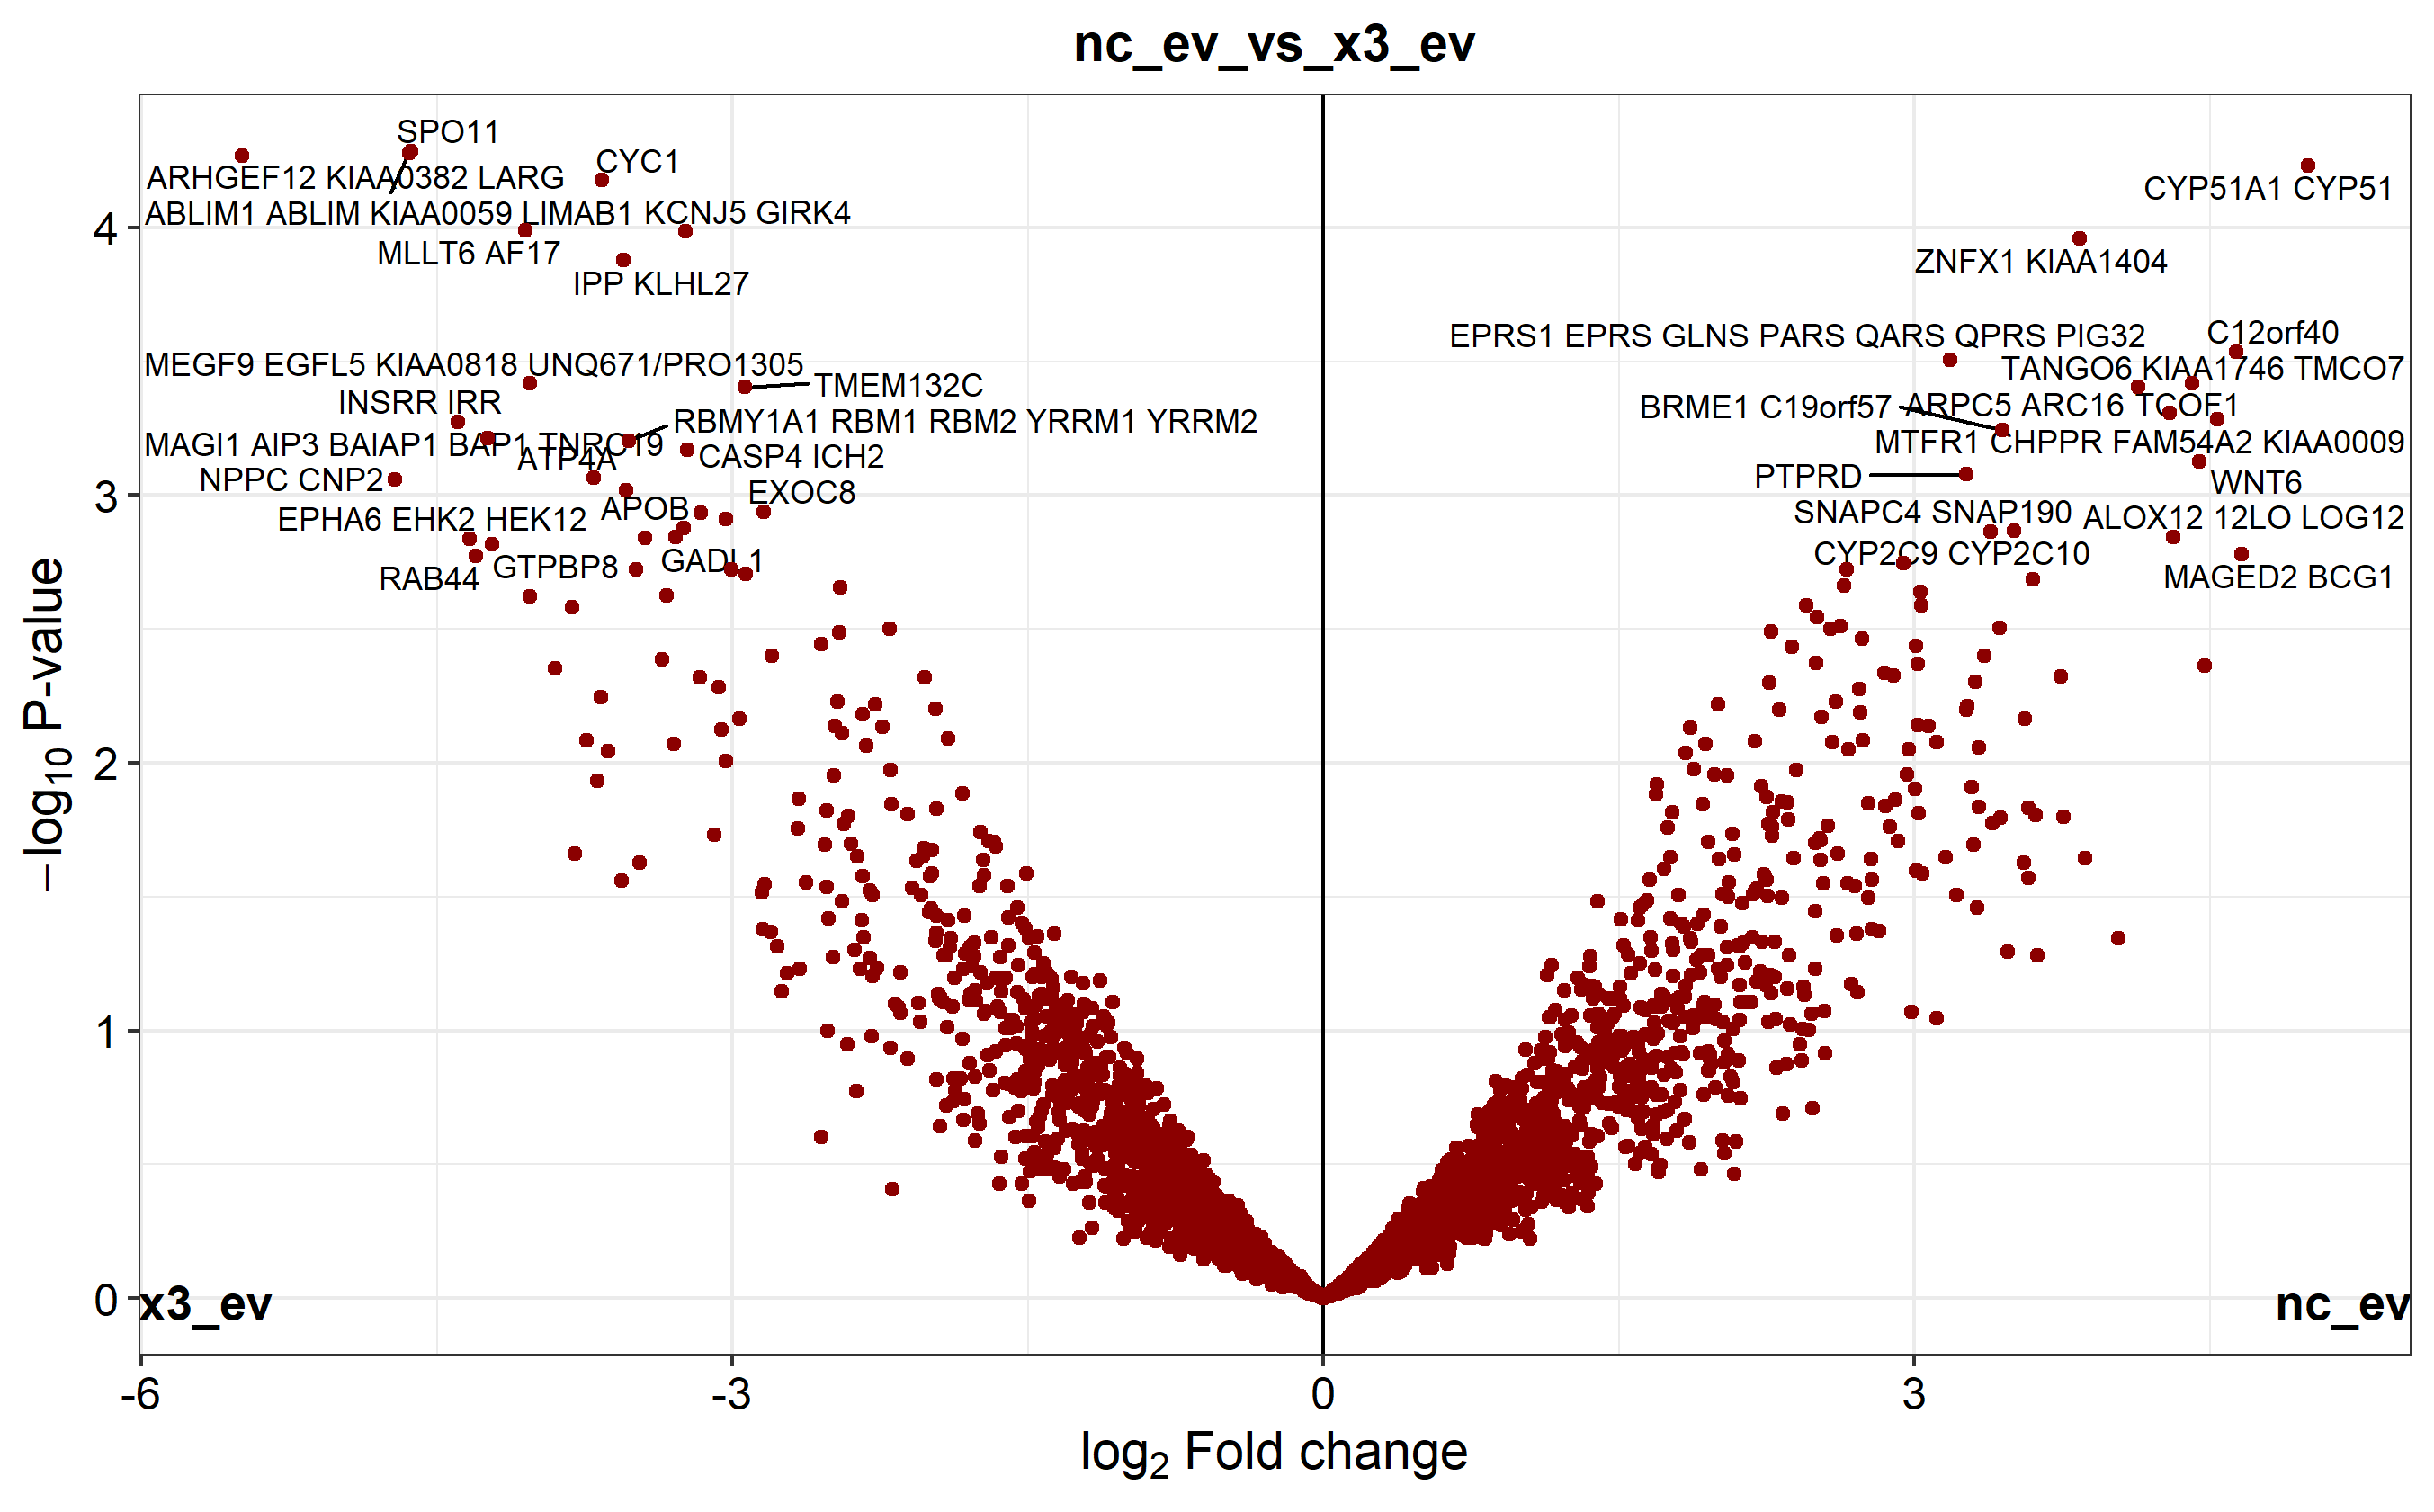 nc_ev_vs_x3_ev
SPO11
CYC1
ARHGEF12 KIAA0382 LARG
CYP51A1 CYP51
ABLIM1 ABLIM KIAA0059 LIMAB1
KCNJ5 GIRK4
4
MLLT6 AF17
ZNFX1 KIAA1404
IPP KLHL27
EPRS1 EPRS GLNS PARS QARS QPRS PIG32
C12orf40
MEGF9 EGFL5 KIAA0818 UNQ671/PRO1305
TANGO6 KIAA1746 TMCO7
TMEM132C
INSRR IRR
BRME1 C19orf57
ARPC5 ARC16
TCOF1
RBMY1A1 RBM1 RBM2 YRRM1 YRRM2
MAGI1 AIP3 BAIAP1 BAP1 TNRC19
MTFR1 CHPPR FAM54A2 KIAA0009
ATP4A
CASP4 ICH2
NPPC CNP2
PTPRD
WNT6
3
EXOC8
APOB
EPHA6 EHK2 HEK12
SNAPC4 SNAP190
ALOX12 12LO LOG12
GADL1
CYP2C9 CYP2C10
GTPBP8
RAB44
MAGED2 BCG1
2
1
0
−log10 P-value
x3_ev
nc_ev
-6
-3
0
3
log2 Fold change